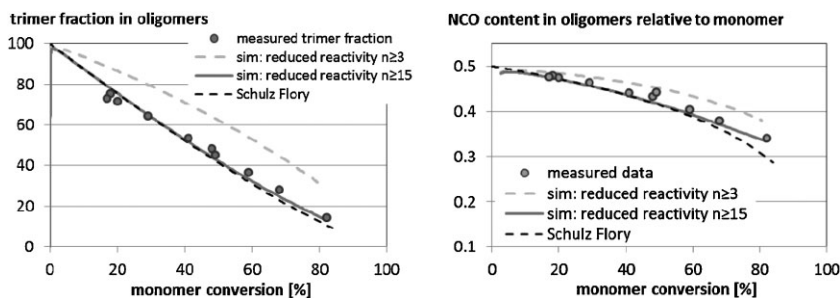 trimer fraction in oligomers
100
80
60
40
20
0
measured trimer fraction
sim: reduced reactivity n≥3
sim: reduced reactivity n≥15
Schulz Flory
0 20 40 60 80 100
monomer conversion [%]
NCO content in oligomers relative to monomer
0.5
0.4
0.3
0.2
0.1
measured data
sim: reduced reactivity n≥3
sim: reduced reactivity n≥15
Schulz Flory
0 20 40 60 80 100
monomer conversion [%]